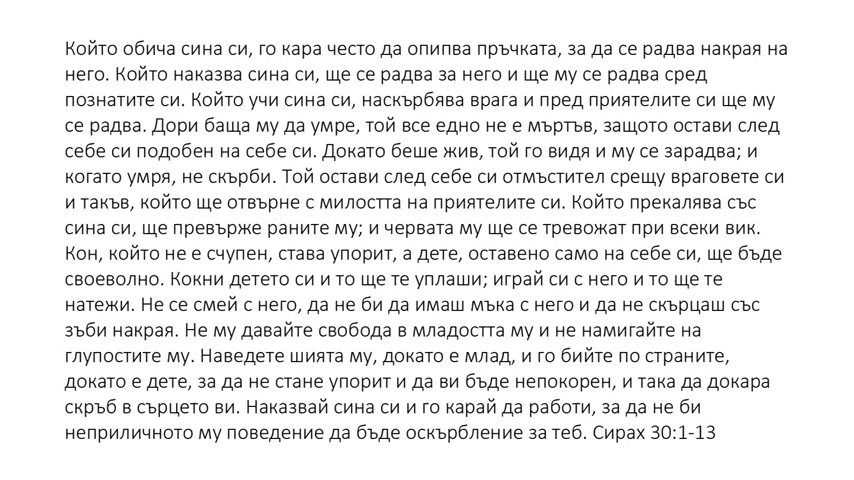 Който обича сина си, го кара често да опипва пръчката, за да се радва накрая на
него. Който наказва сина си, ще се радва за него и ще му се радва сред
познатите си. Който учи сина си, наскърбява врага и пред приятелите си ще му
се радва. Дори баща му да умре, той все едно не е мъртъв, защото остави след
себе си подобен на себе си. Докато беше жив, той го видя и му се зарадва; и
когато умря, не скърби. Той остави след себе си отмъстител срещу враговете си
и такъв, който ще отвърне с милостта на приятелите си. Който прекалява със
сина си, ще превърже раните му; и червата му ще се тревожат при всеки вик.
Кон, който не е счупен, става упорит, а дете, оставено само на себе си, ще бъде
своеволно. Кокни детето си и то ще те уплаши; играй си с него и то ще те
натежи. Не се смей с него, да не би да имаш мъка с него и да не скърцаш със
зъби накрая. Не му давайте свобода в младостта му и не намигайте на
глупостите му. Наведете шията му, докато е млад, и го бийте по страните,
докато е дете, за да не стане упорит и да ви бъде непокорен, и така да докара
скръб в сърцето ви. Наказвай сина си и го карай да работи, за да не би
неприличното му поведение да бъде оскърбление за теб. Сирах 30:1-13